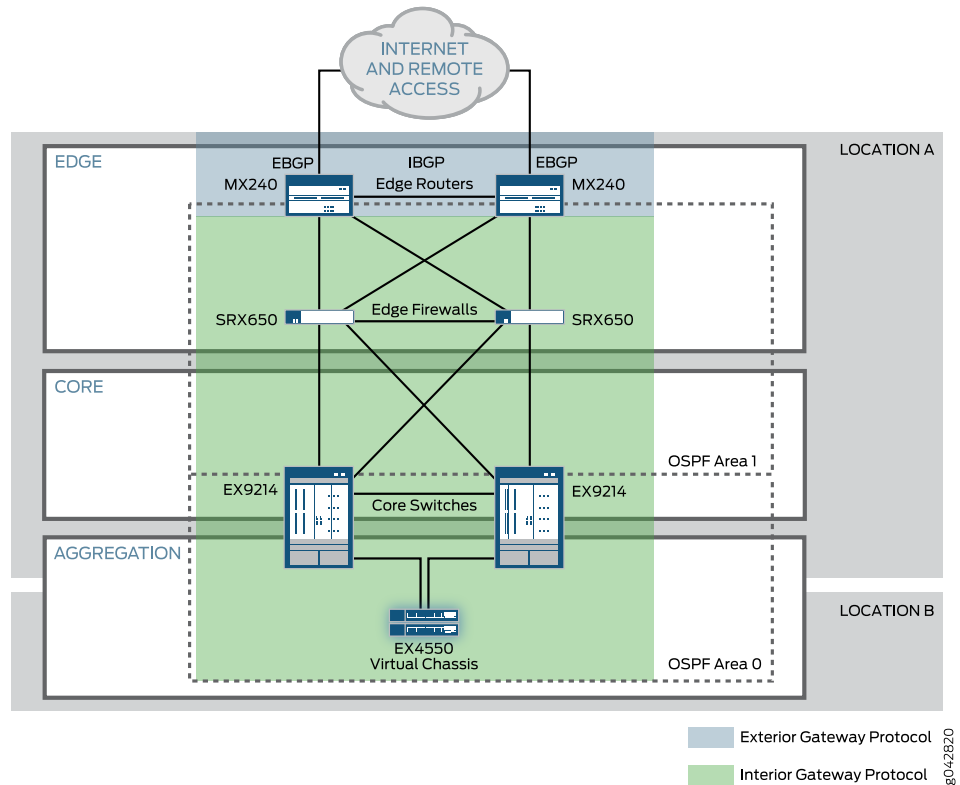 INTERNET
AND REMOTE
ACCESS
LOCATION A
EDGE
EBGP
IBGP
EBGP
MX240
Edge Routers
MX240
SRX650
Edge Firewalls
SRX650
CORE
OSPF Area 1
EX9214
Core Switches
EX9214
AGGREGATION
LOCATION B
EX4550
Virtual Chassis
OSPF Area 0
Exterior Gateway Protocol
Interior Gateway Protocol
g042820